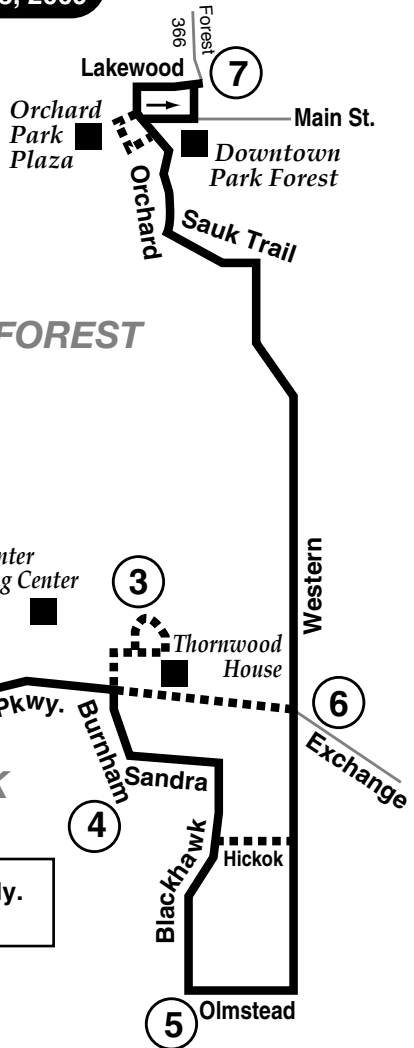 Forest
366
Lakewood
7
Main St.
Orchard
Park
Plaza
Downtown
Park Forest
Orchard
Sauk Trail
FOREST
Western
3
Thornwood
House
g Center
Pkwy.
Burnham
6
Exchange
Sandra
4
Blackhawk
Hickok
ly.
Olmstead
5